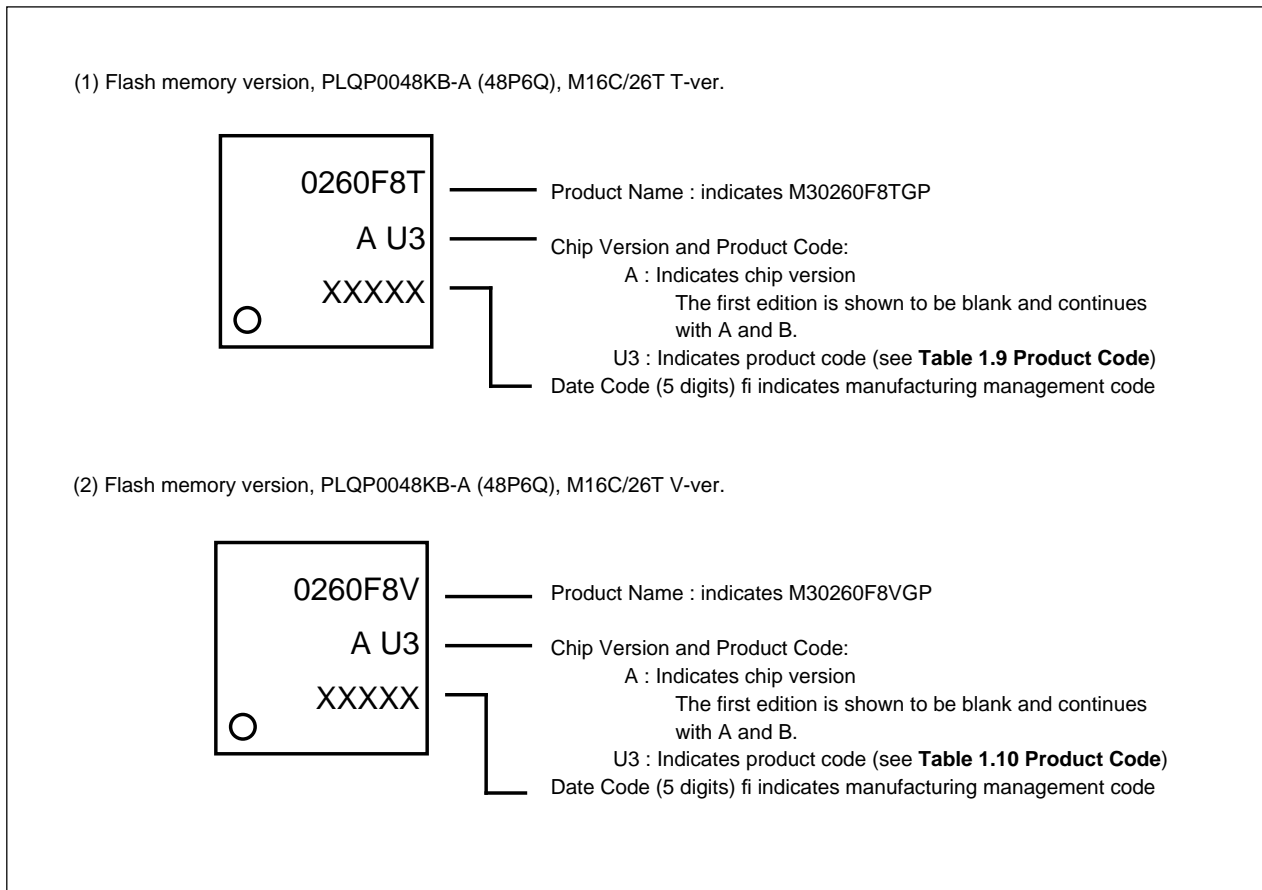 (1) Flash memory version, PLQP0048KB-A (48P6Q), M16C/26T T-ver.
0260F8T
Product Name : indicates M30260F8TGP
A U3
Chip Version and Product Code:
A : Indicates chip version
The first edition is shown to be blank and continues
with A and B.
XXXXX
U3 : Indicates product code (see Table 1.9 Product Code)
Date Code (5 digits) fi indicates manufacturing management code
(2) Flash memory version, PLQP0048KB-A (48P6Q), M16C/26T V-ver.
0260F8V
Product Name : indicates M30260F8VGP
A U3
Chip Version and Product Code:
A : Indicates chip version
The first edition is shown to be blank and continues
with A and B.
XXXXX
U3 : Indicates product code (see Table 1.10 Product Code)
Date Code (5 digits) fi indicates manufacturing management code